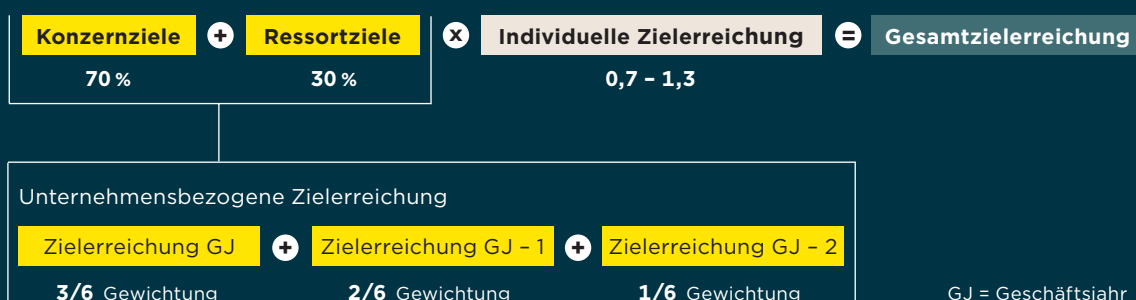 Konzernziele + Ressortziele x Individuelle Zielerreichung = Gesamtzielerreichung
70 % 30 % 0,7 – 1,3
Unternehmensbezogene Zielerreichung
Zielerreichung GJ + Zielerreichung GJ – 1 + Zielerreichung GJ – 2
3/6 Gewichtung 2/6 Gewichtung 1/6 Gewichtung GJ = Geschäftsjahr